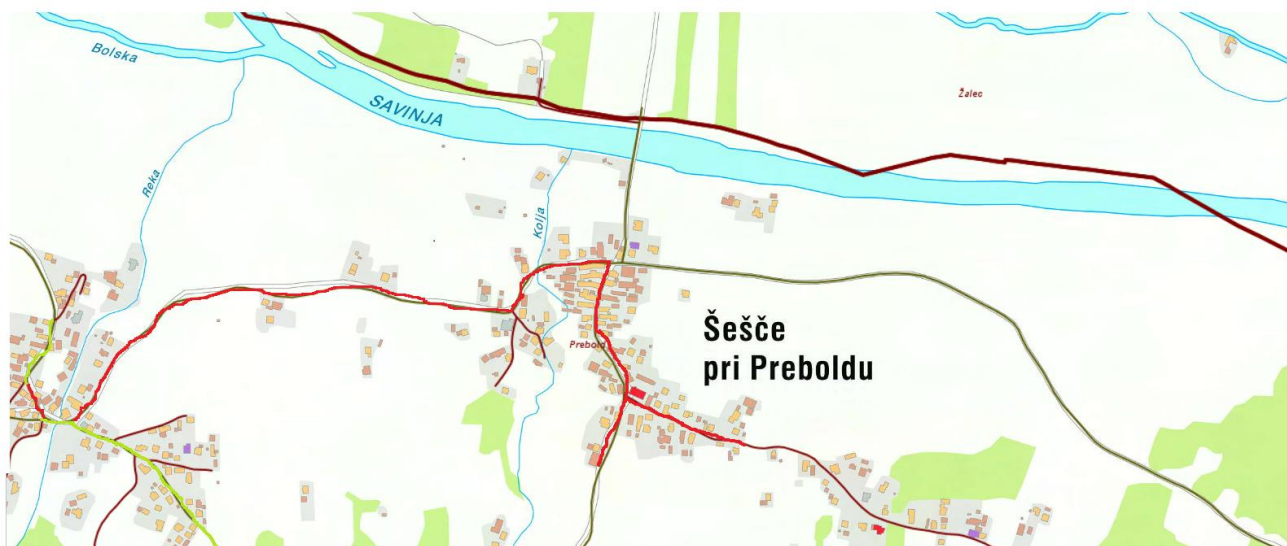 Bolska
SAVINJA
Žalec
Reka
Kolja
Prebold
Šešče
pri Preboldu